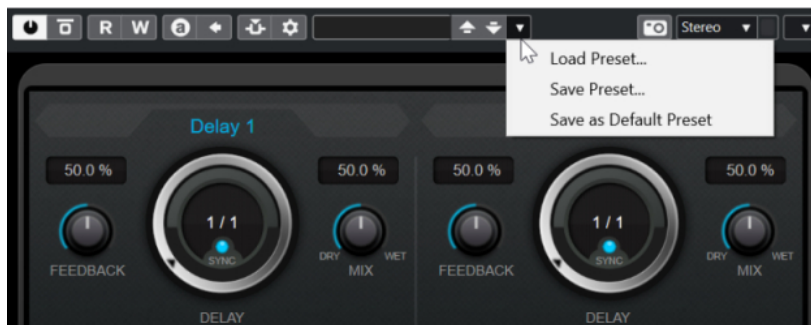 R W a Stereo
Load Preset...
Save Preset...
Save as Default Preset
Delay 1
50.0 % 50.0 % 50.0 % 50.0 %
1 / 1 1 / 1
SYNC SYNC
DRY WET DRY WET
FEEDBACK MIX FEEDBACK MIX
DELAY DELAY